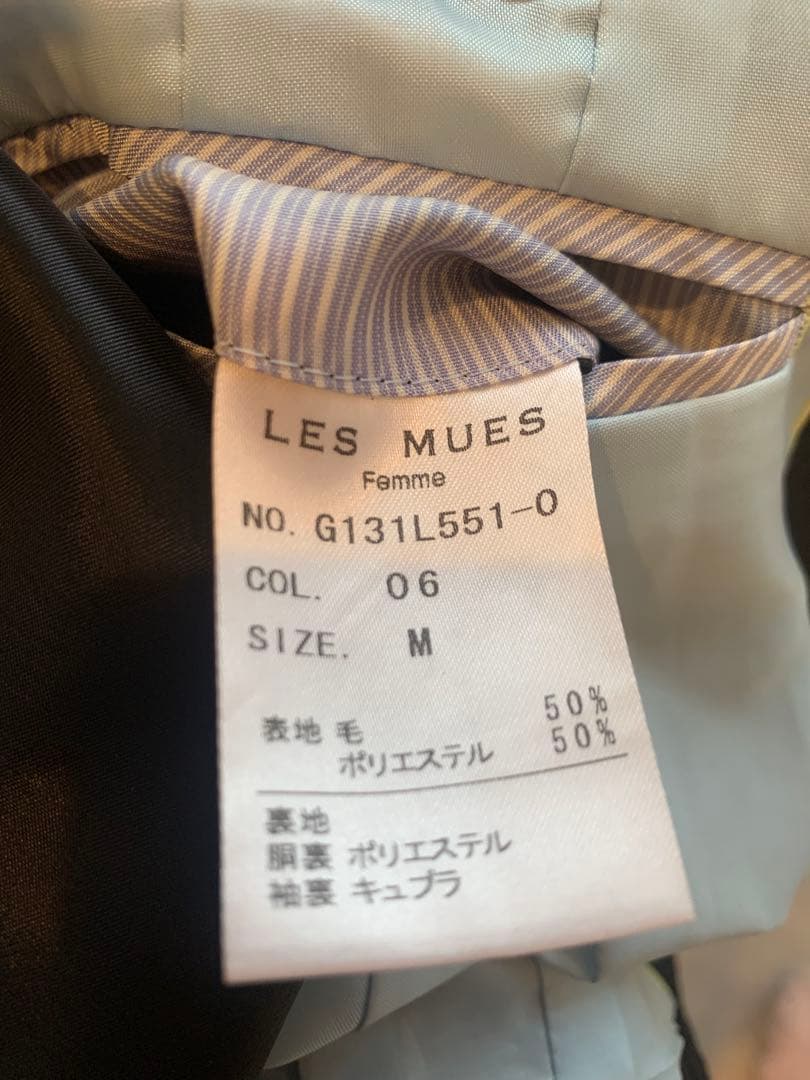 LES MUES
Femme
NO. G131L551-0
COL. 06
SIZE. M
表地 毛 50%
ポリエステル 50%
裏地
胴裏 ポリエステル
袖裏 キュプラ